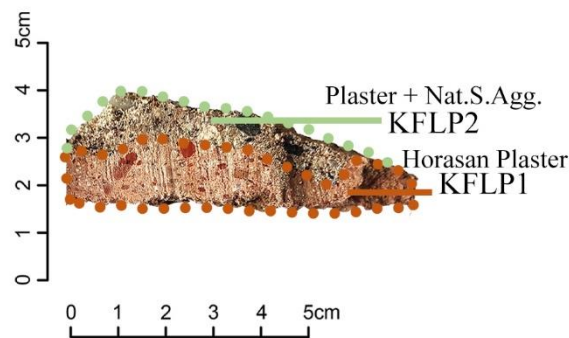 5cm
4
Plaster + Nat.S.Agg.
KFLP2
3
Horasan Plaster
KFLP1
2
1
0
0 1 2 3 4 5cm